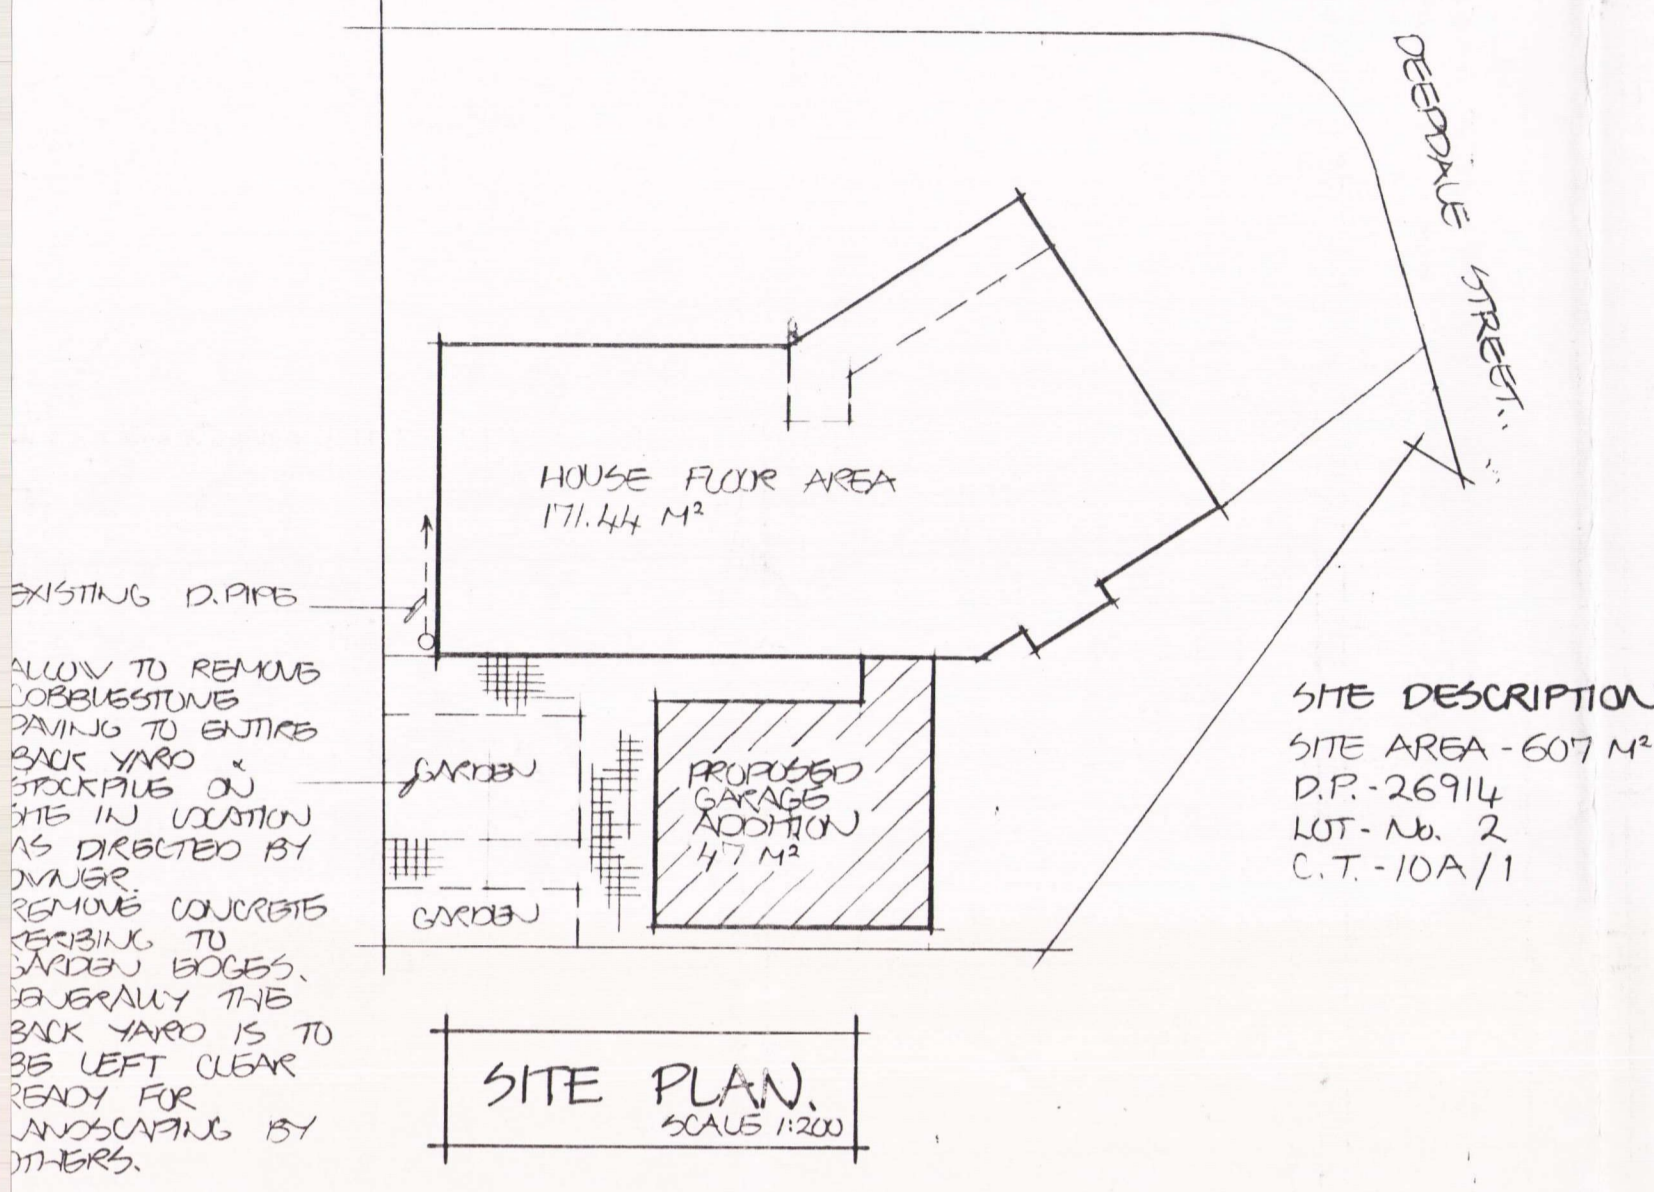 DEEPDALE STREET.
HOUSE FLOOR AREA
171.44 M²
EXISTING D.PIPE
ALLOW TO REMOVE
COBBLESTONE
PAVING TO ENTIRE
BACK YARD &
STOCKPILE ON
SITE IN LOCATION
AS DIRECTED BY
OWNER.
REMOVE CONCRETE
KERBING TO
GARDEN EDGES.
GENERALLY THE
BACK YARD IS TO
BE LEFT CLEAR
READY FOR
LANDSCAPING BY
OTHERS.
GARDEN
GARDEN
PROPOSED
GARAGE
ADDITION
47 M²
SITE DESCRIPTION
SITE AREA - 607 M²
D.P. - 26914
LOT - No. 2
C.T. - 10A/1
SITE PLAN.
SCALE 1:200